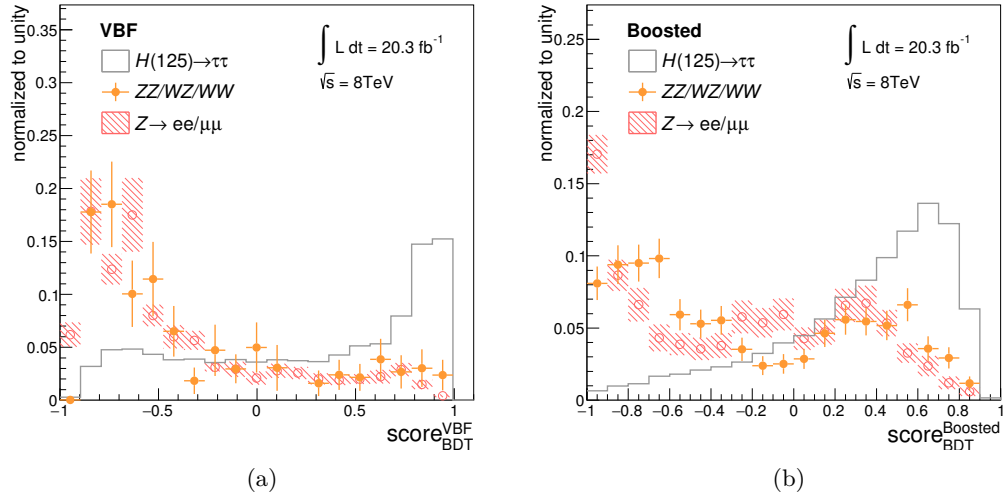 VBF
∫ L dt = 20.3 fb⁻¹
√s = 8TeV
H(125)→ττ
ZZ/WZ/WW
Z→ ee/μμ
normalized to unity
0.35
0.3
0.25
0.2
0.15
0.1
0.05
0
-1
-0.5
0
0.5
1
score VBF BDT
(a)
Boosted
∫ L dt = 20.3 fb⁻¹
√s = 8TeV
H(125)→ττ
ZZ/WZ/WW
Z→ ee/μμ
normalized to unity
0.25
0.2
0.15
0.1
0.05
0
-1 -0.8 -0.6 -0.4 -0.2 0 0.2 0.4 0.6 0.8 1
score Boosted BDT
(b)